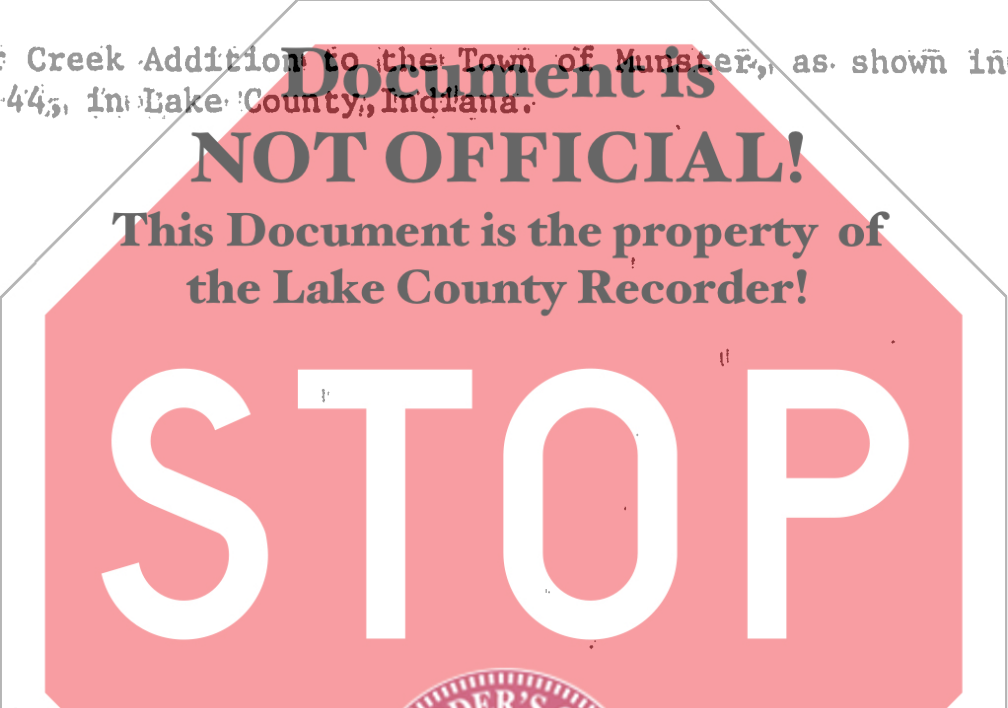 Creek Addition to the Town of Munster, as shown in
44, in Lake County, Indiana.
Document is
NOT OFFICIAL!
This Document is the property of
the Lake County Recorder!
STOP
DER'S